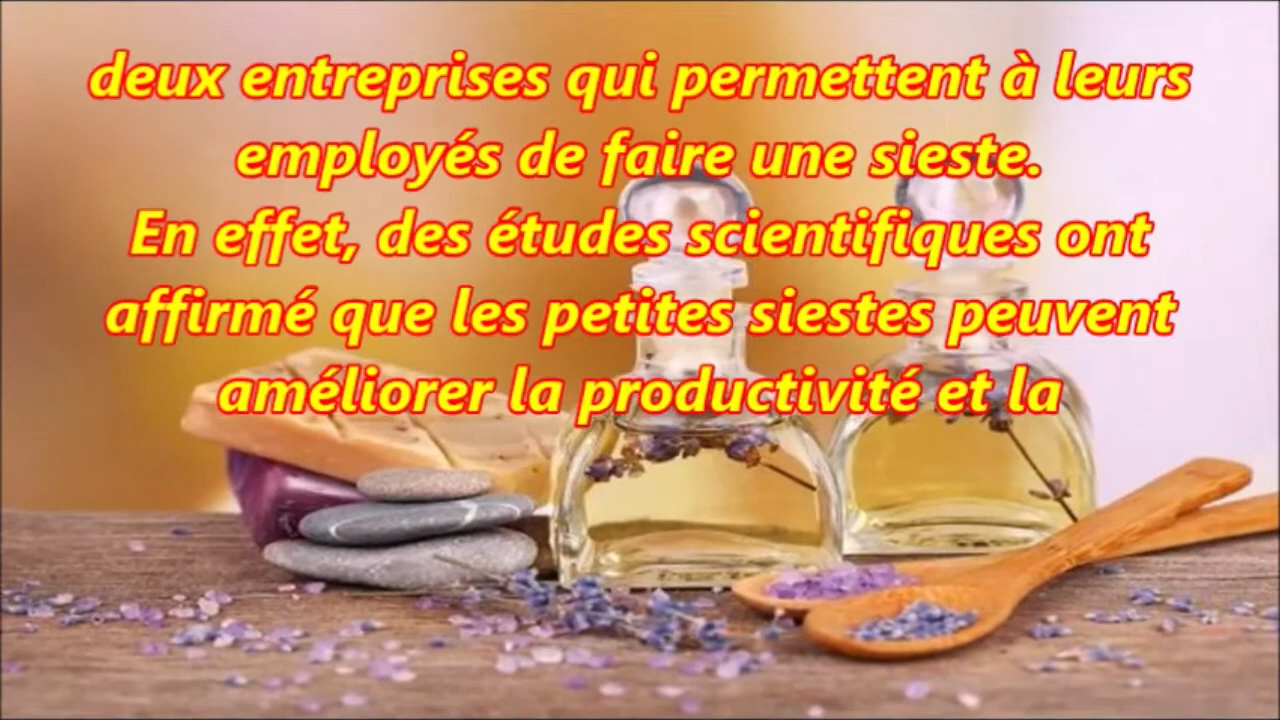 deux entreprises qui permettent à leurs
employés de faire une sieste.
En effet, des études scientifiques ont
affirmé que les petites siestes peuvent
améliorer la productivité et la